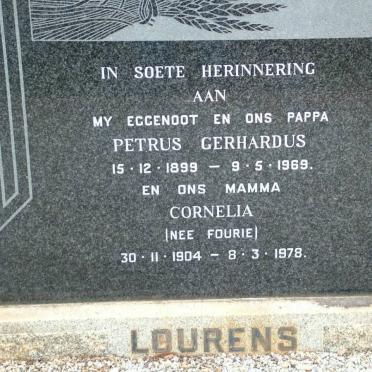 IN SOETE HERINNERING
AAN
MY EGGENOOT EN ONS PAPPA
PETRUS GERHARDUS
15·12·1899 — 9·5·1969.
EN ONS MAMMA
CORNELIA
(NEE FOURIE)
30·11·1904 — 8·3·1978.
LOURENS